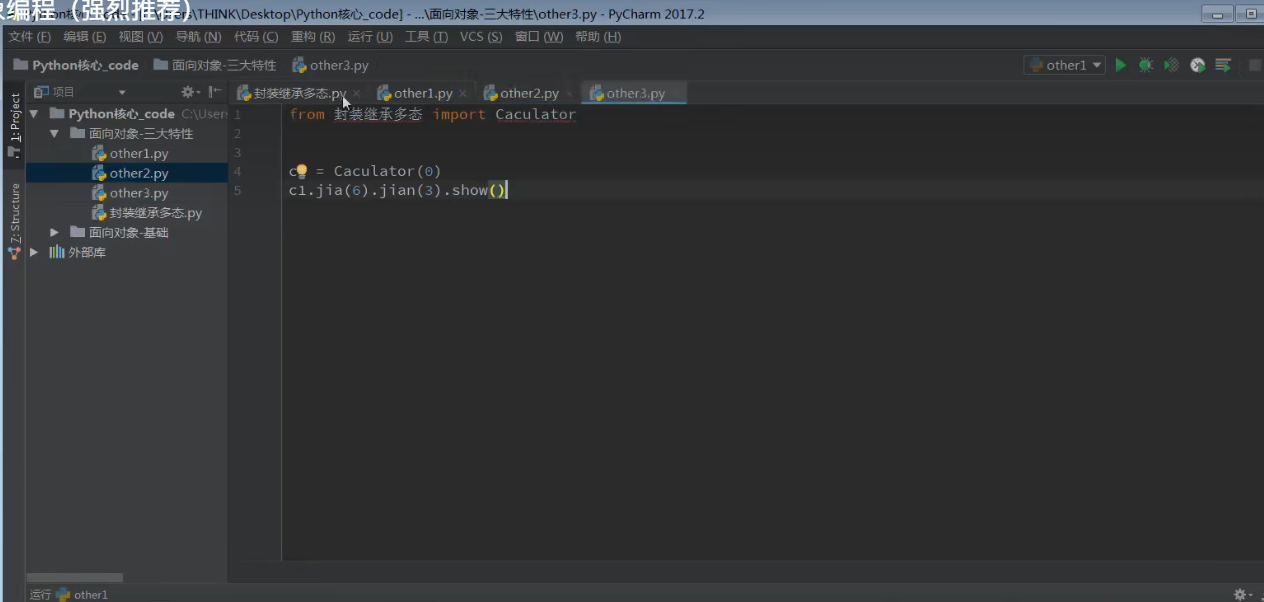 编程（强烈推荐）
\THINK\Desktop\Python核心_code] - ...\面向对象-三大特性\other3.py - PyCharm 2017.2
文件 (F) 编辑 (E) 视图 (V) 导航 (N) 代码 (C) 重构 (R) 运行 (U) 工具 (T) VCS (S) 窗口 (W) 帮助 (H)
Python核心_code 面向对象-三大特性 other3.py other1
项目 封装继承多态.py other1.py other2.py other3.py
1: Project
7: Structure
Python核心_code C:\Users
面向对象-三大特性
other1.py
other2.py
other3.py
封装继承多态.py
面向对象-基础
外部库
1 from 封装继承多态 import Caculator
2
3
4 c = Caculator(0)
5 c1.jia(6).jian(3).show()
运行 other1